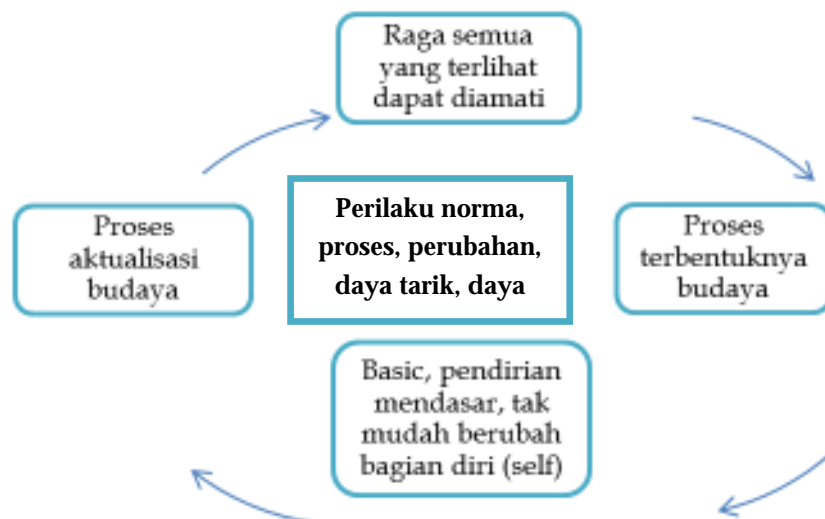 Raga semua
yang terlihat
dapat diamati
Proses
aktualisasi
budaya
Perilaku norma,
proses, perubahan,
daya tarik, daya
Proses
terbentuknya
budaya
Basic, pendirian
mendasar, tak
mudah berubah
bagian diri (self)